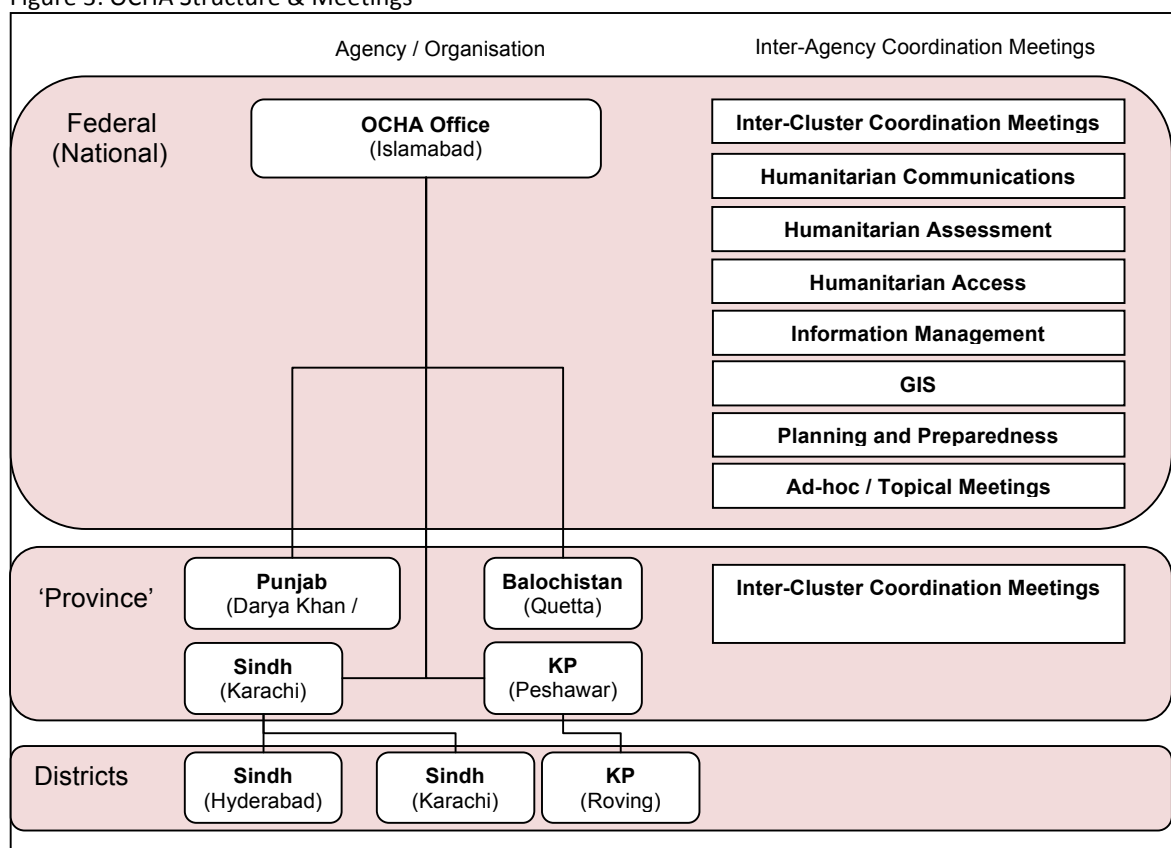 Figure 3: OCHA Structure & Meetings
Agency / Organisation
Inter-Agency Coordination Meetings
Federal
(National)
OCHA Office
(Islamabad)
Inter-Cluster Coordination Meetings
Humanitarian Communications
Humanitarian Assessment
Humanitarian Access
Information Management
GIS
Planning and Preparedness
Ad-hoc / Topical Meetings
‘Province’
Punjab
(Darya Khan /
Balochistan
(Quetta)
Inter-Cluster Coordination Meetings
Sindh
(Karachi)
KP
(Peshawar)
Districts
Sindh
(Hyderabad)
Sindh
(Karachi)
KP
(Roving)